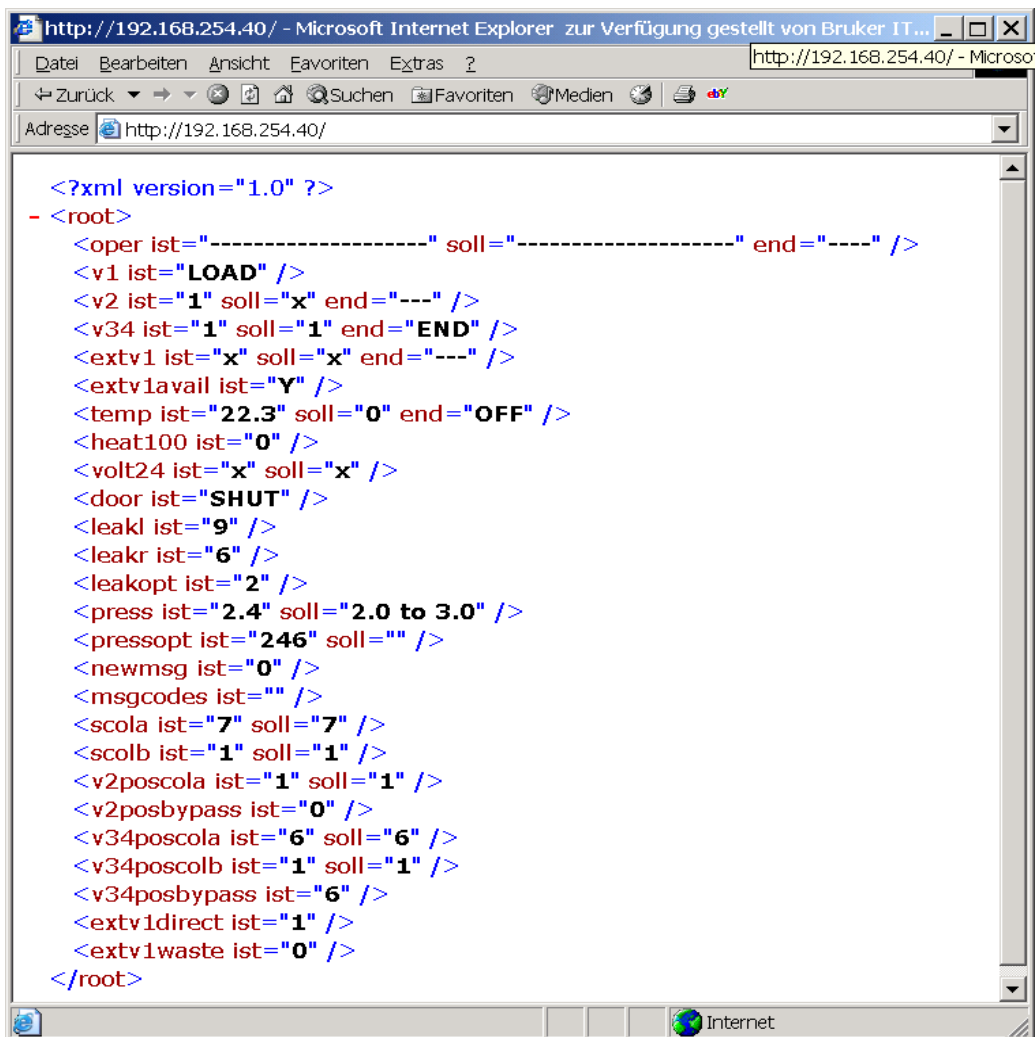 http://192.168.254.40/ - Microsoft Internet Explorer zur Verfügung gestellt von Bruker IT...
http://192.168.254.40/ - Microso
Datei Bearbeiten Ansicht Favoriten Extras ?
Zurück Suchen Favoriten Medien ebY
Adresse http://192.168.254.40/
<?xml version="1.0" ?>
- <root>
<oper ist="--------------------" soll="--------------------" end="----" />
<v1 ist="LOAD" />
<v2 ist="1" soll="x" end="---" />
<v34 ist="1" soll="1" end="END" />
<extv1 ist="x" soll="x" end="---" />
<extv1avail ist="Y" />
<temp ist="22.3" soll="0" end="OFF" />
<heat100 ist="0" />
<volt24 ist="x" soll="x" />
<door ist="SHUT" />
<leakl ist="9" />
<leakr ist="6" />
<leakopt ist="2" />
<press ist="2.4" soll="2.0 to 3.0" />
<pressopt ist="246" soll="" />
<newmsg ist="0" />
<msgcodes ist="" />
<scola ist="7" soll="7" />
<scolb ist="1" soll="1" />
<v2poscola ist="1" soll="1" />
<v2posbypass ist="0" />
<v34poscola ist="6" soll="6" />
<v34poscolb ist="1" soll="1" />
<v34posbypass ist="6" />
<extv1direct ist="1" />
<extv1waste ist="0" />
</root>
Internet